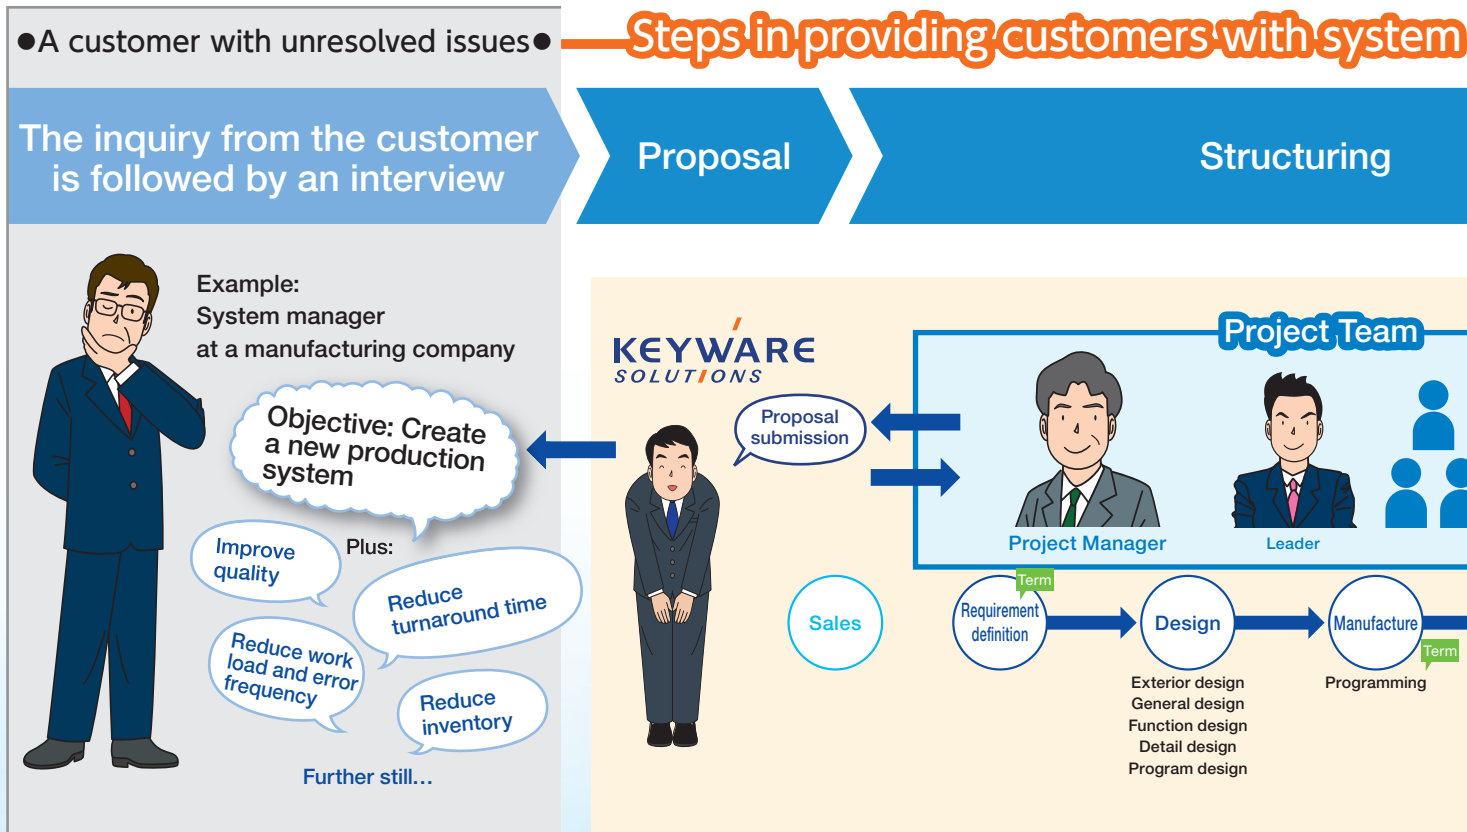 ●A customer with unresolved issues●
Steps in providing customers with system
The inquiry from the customer
is followed by an interview
Proposal
Structuring
Example:
System manager
at a manufacturing company
Objective: Create
a new production
system
Plus:
Improve
quality
Reduce
turnaround time
Reduce work
load and error
frequency
Reduce
inventory
Further still...
KEYWARE
SOLUTIONS
Proposal
submission
Project Team
Project Manager
Leader
Sales
Term
Requirement
definition
Design
Manufacture
Term
Exterior design
General design
Function design
Detail design
Program design
Programming